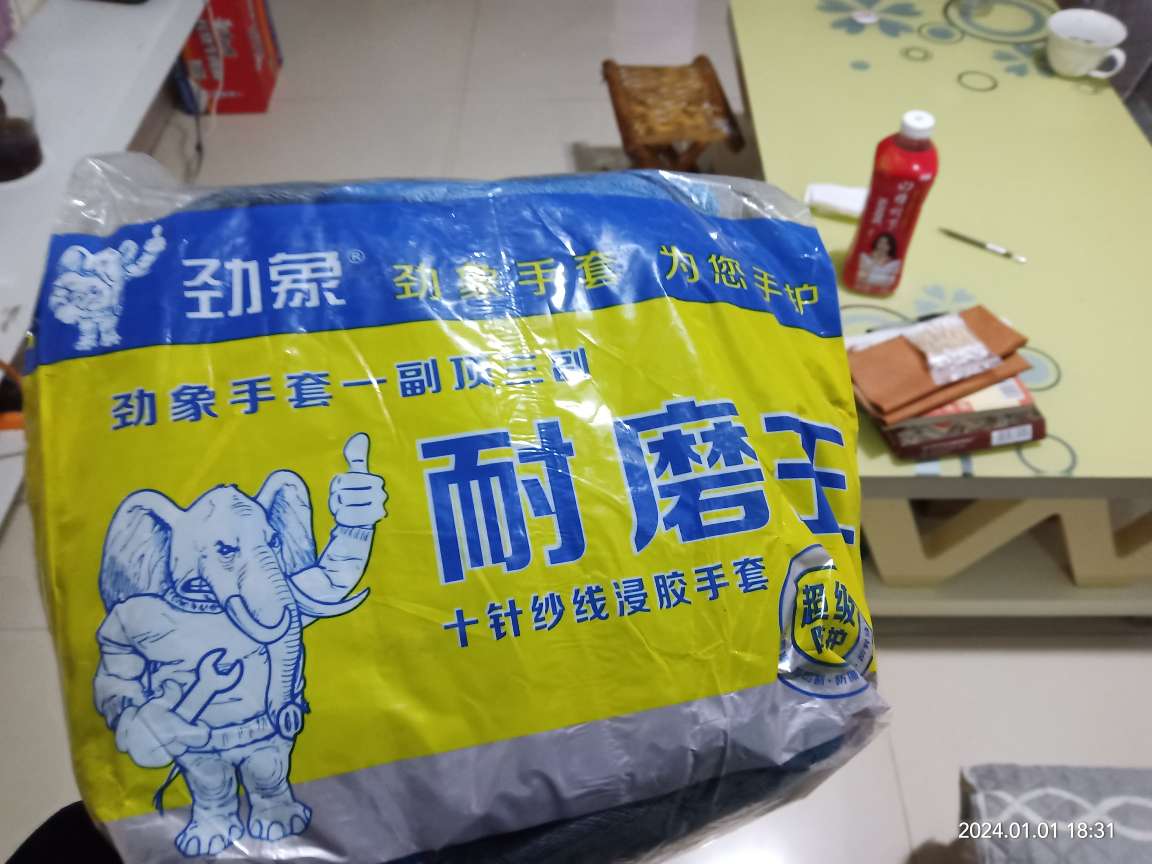 劲象®
劲象手套 为您手护
劲象手套一副顶三副
耐磨王
十针纱线浸胶手套
超级
防护
2024.01.01 18:31